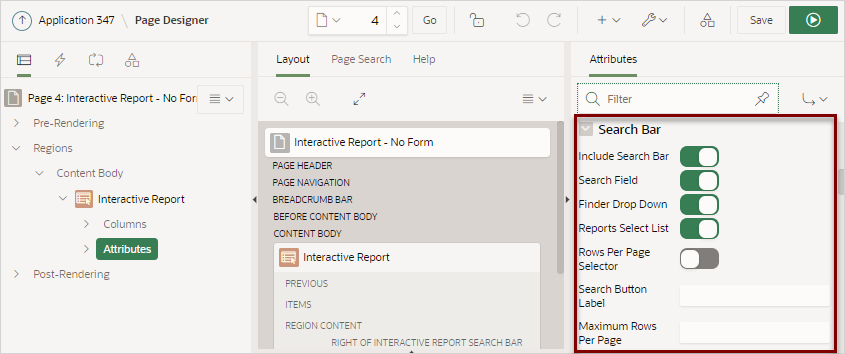 Application 347 \ Page Designer
4
Go
Save
Layout
Page Search
Help
Attributes
Filter
Page 4: Interactive Report - No Form
Pre-Rendering
Regions
Content Body
Interactive Report
Columns
Attributes
Post-Rendering
Interactive Report - No Form
PAGE HEADER
PAGE NAVIGATION
BREADCRUMB BAR
BEFORE CONTENT BODY
CONTENT BODY
Interactive Report
PREVIOUS
ITEMS
REGION CONTENT
RIGHT OF INTERACTIVE REPORT SEARCH BAR
Search Bar
Include Search Bar
Search Field
Finder Drop Down
Reports Select List
Rows Per Page
Selector
Search Button
Label
Maximum Rows
Per Page